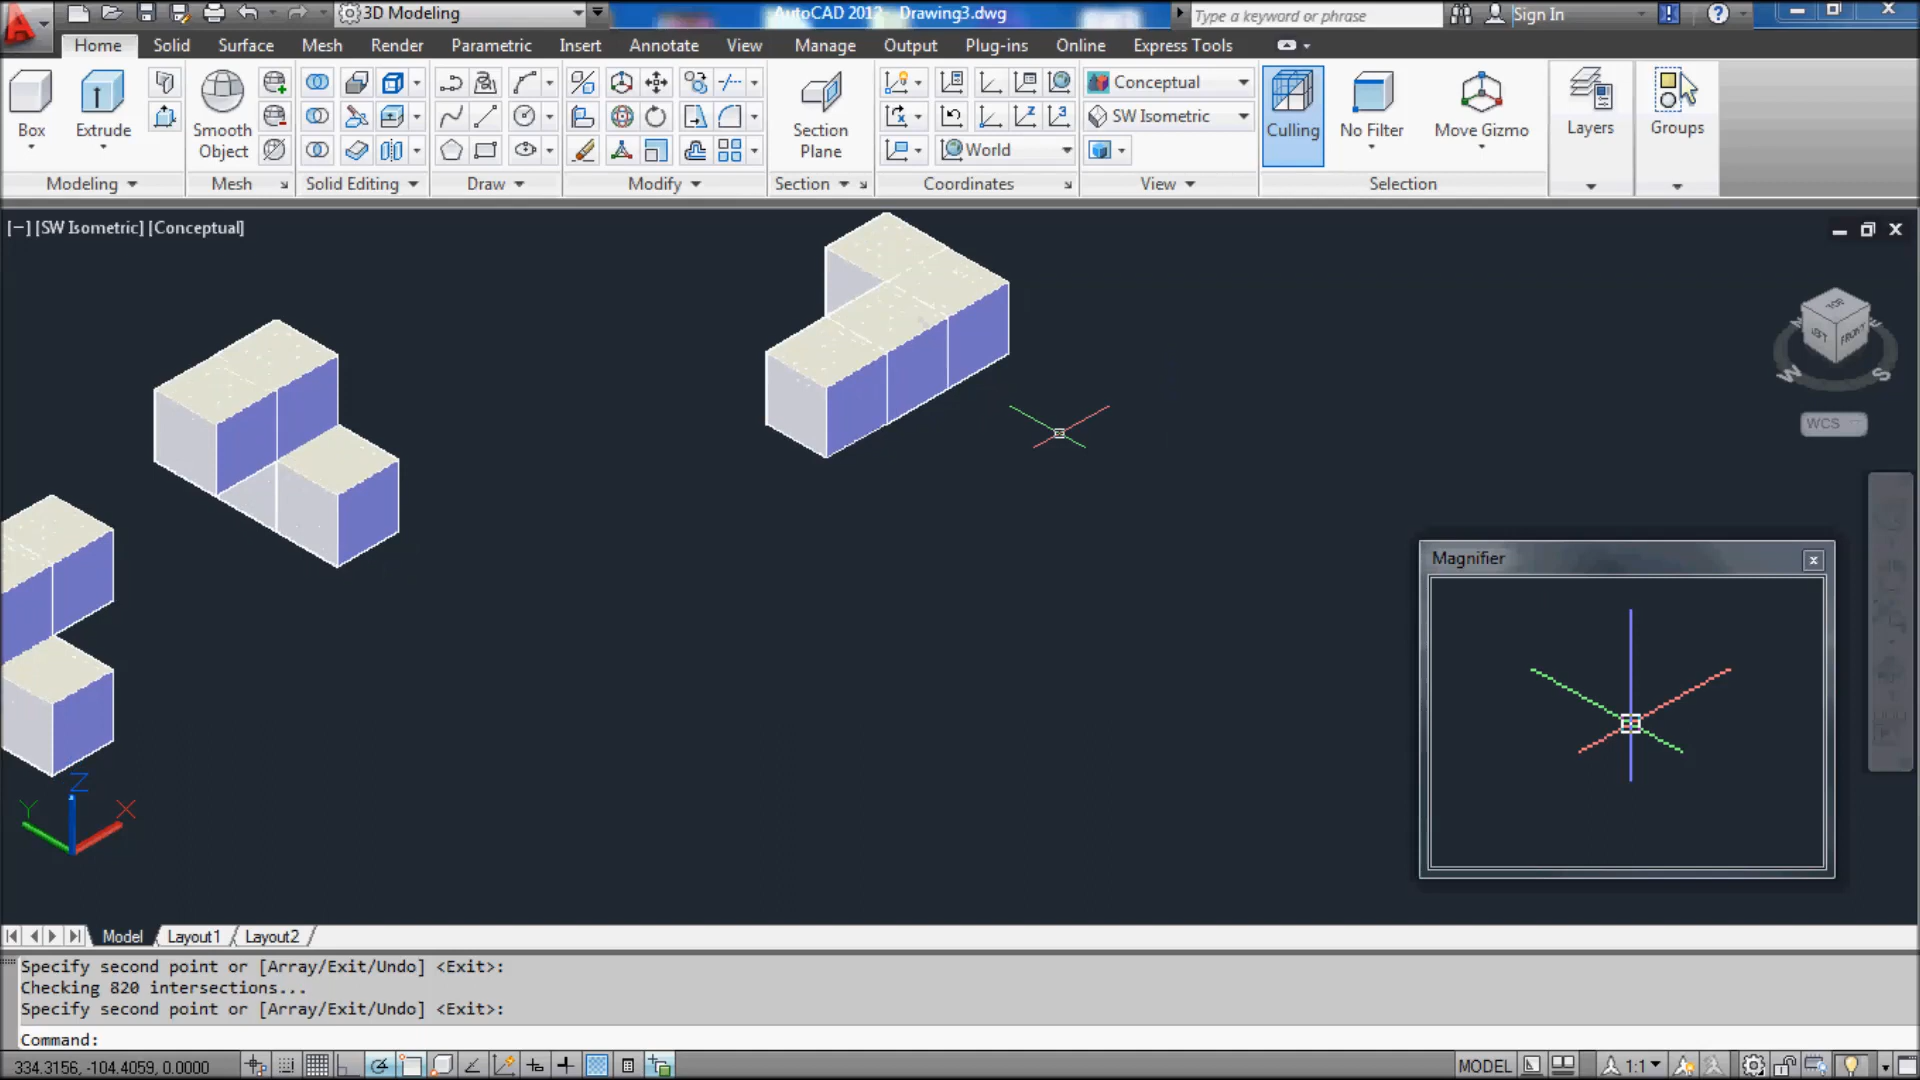 3D Modeling
AutoCAD 2012 - Drawing3.dwg
Type a keyword or phrase
Sign In
Home Solid Surface Mesh Render Parametric Insert Annotate View Manage Output Plug-ins Online Express Tools
Box
Extrude
Smooth Object
Section Plane
World
Conceptual
SW Isometric
Culling
No Filter
Move Gizmo
Layers
Groups
Modeling Mesh Solid Editing Draw Modify Section Coordinates View Selection
[−] [SW Isometric] [Conceptual]
TOP
FRONT
W S
WCS
Magnifier
Z
Y X
Model Layout1 Layout2
Specify second point or [Array/Exit/Undo] <Exit>:
Checking 820 intersections...
Specify second point or [Array/Exit/Undo] <Exit>:
Command:
334.3156, -104.4059, 0.0000
MODEL
1:1